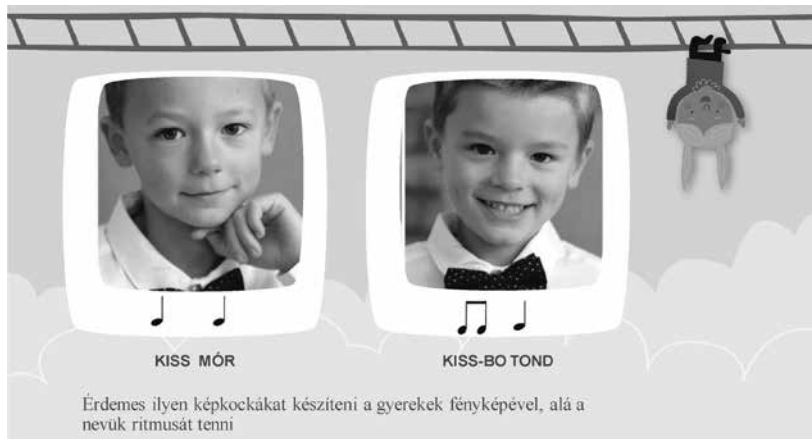 KISS MÓR
KISS-BO TOND
Érdemes ilyen képkockákat készíteni a gyerekek fényképével, alá a
nevük ritmusát tenni